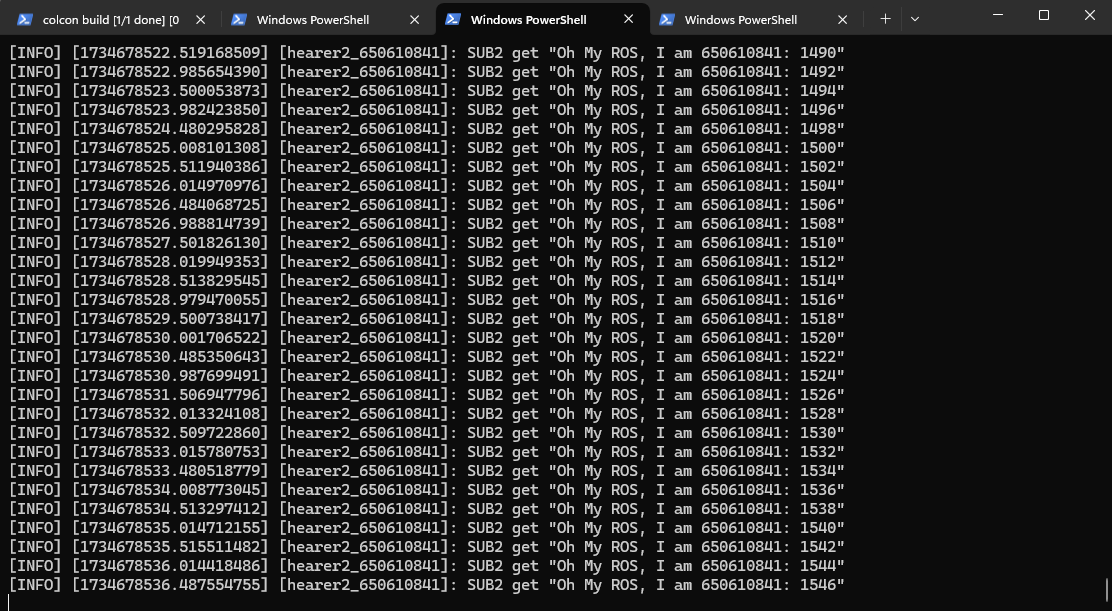 colcon build [1/1 done] [0
Windows PowerShell
Windows PowerShell
Windows PowerShell
[INFO] [1734678522.519168509] [hearer2_650610841]: SUB2 get "Oh My ROS, I am 650610841: 1490"
[INFO] [1734678522.985654390] [hearer2_650610841]: SUB2 get "Oh My ROS, I am 650610841: 1492"
[INFO] [1734678523.500053873] [hearer2_650610841]: SUB2 get "Oh My ROS, I am 650610841: 1494"
[INFO] [1734678523.982423850] [hearer2_650610841]: SUB2 get "Oh My ROS, I am 650610841: 1496"
[INFO] [1734678524.480295828] [hearer2_650610841]: SUB2 get "Oh My ROS, I am 650610841: 1498"
[INFO] [1734678525.008101308] [hearer2_650610841]: SUB2 get "Oh My ROS, I am 650610841: 1500"
[INFO] [1734678525.511940386] [hearer2_650610841]: SUB2 get "Oh My ROS, I am 650610841: 1502"
[INFO] [1734678526.014970976] [hearer2_650610841]: SUB2 get "Oh My ROS, I am 650610841: 1504"
[INFO] [1734678526.484068725] [hearer2_650610841]: SUB2 get "Oh My ROS, I am 650610841: 1506"
[INFO] [1734678526.988814739] [hearer2_650610841]: SUB2 get "Oh My ROS, I am 650610841: 1508"
[INFO] [1734678527.501826130] [hearer2_650610841]: SUB2 get "Oh My ROS, I am 650610841: 1510"
[INFO] [1734678528.019949353] [hearer2_650610841]: SUB2 get "Oh My ROS, I am 650610841: 1512"
[INFO] [1734678528.513829545] [hearer2_650610841]: SUB2 get "Oh My ROS, I am 650610841: 1514"
[INFO] [1734678528.979470055] [hearer2_650610841]: SUB2 get "Oh My ROS, I am 650610841: 1516"
[INFO] [1734678529.500738417] [hearer2_650610841]: SUB2 get "Oh My ROS, I am 650610841: 1518"
[INFO] [1734678530.001706522] [hearer2_650610841]: SUB2 get "Oh My ROS, I am 650610841: 1520"
[INFO] [1734678530.485350643] [hearer2_650610841]: SUB2 get "Oh My ROS, I am 650610841: 1522"
[INFO] [1734678530.987699491] [hearer2_650610841]: SUB2 get "Oh My ROS, I am 650610841: 1524"
[INFO] [1734678531.506947796] [hearer2_650610841]: SUB2 get "Oh My ROS, I am 650610841: 1526"
[INFO] [1734678532.013324108] [hearer2_650610841]: SUB2 get "Oh My ROS, I am 650610841: 1528"
[INFO] [1734678532.509722860] [hearer2_650610841]: SUB2 get "Oh My ROS, I am 650610841: 1530"
[INFO] [1734678533.015780753] [hearer2_650610841]: SUB2 get "Oh My ROS, I am 650610841: 1532"
[INFO] [1734678533.480518779] [hearer2_650610841]: SUB2 get "Oh My ROS, I am 650610841: 1534"
[INFO] [1734678534.008773045] [hearer2_650610841]: SUB2 get "Oh My ROS, I am 650610841: 1536"
[INFO] [1734678534.513297412] [hearer2_650610841]: SUB2 get "Oh My ROS, I am 650610841: 1538"
[INFO] [1734678535.014712155] [hearer2_650610841]: SUB2 get "Oh My ROS, I am 650610841: 1540"
[INFO] [1734678535.515511482] [hearer2_650610841]: SUB2 get "Oh My ROS, I am 650610841: 1542"
[INFO] [1734678536.014418486] [hearer2_650610841]: SUB2 get "Oh My ROS, I am 650610841: 1544"
[INFO] [1734678536.487554755] [hearer2_650610841]: SUB2 get "Oh My ROS, I am 650610841: 1546"